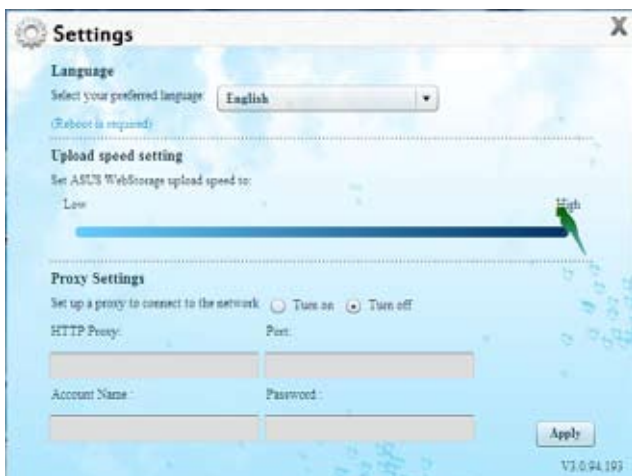 Settings
X
Language
Select your preferred language:
English
(Reboot is required)
Upload speed setting
Set ASUS WebStorage upload speed to:
Low
High
Proxy Settings
Set up a proxy to connect to the network
Turn on
Turn off
HTTP Proxy:
Port:
Account Name :
Password :
Apply
V3.0.94.193